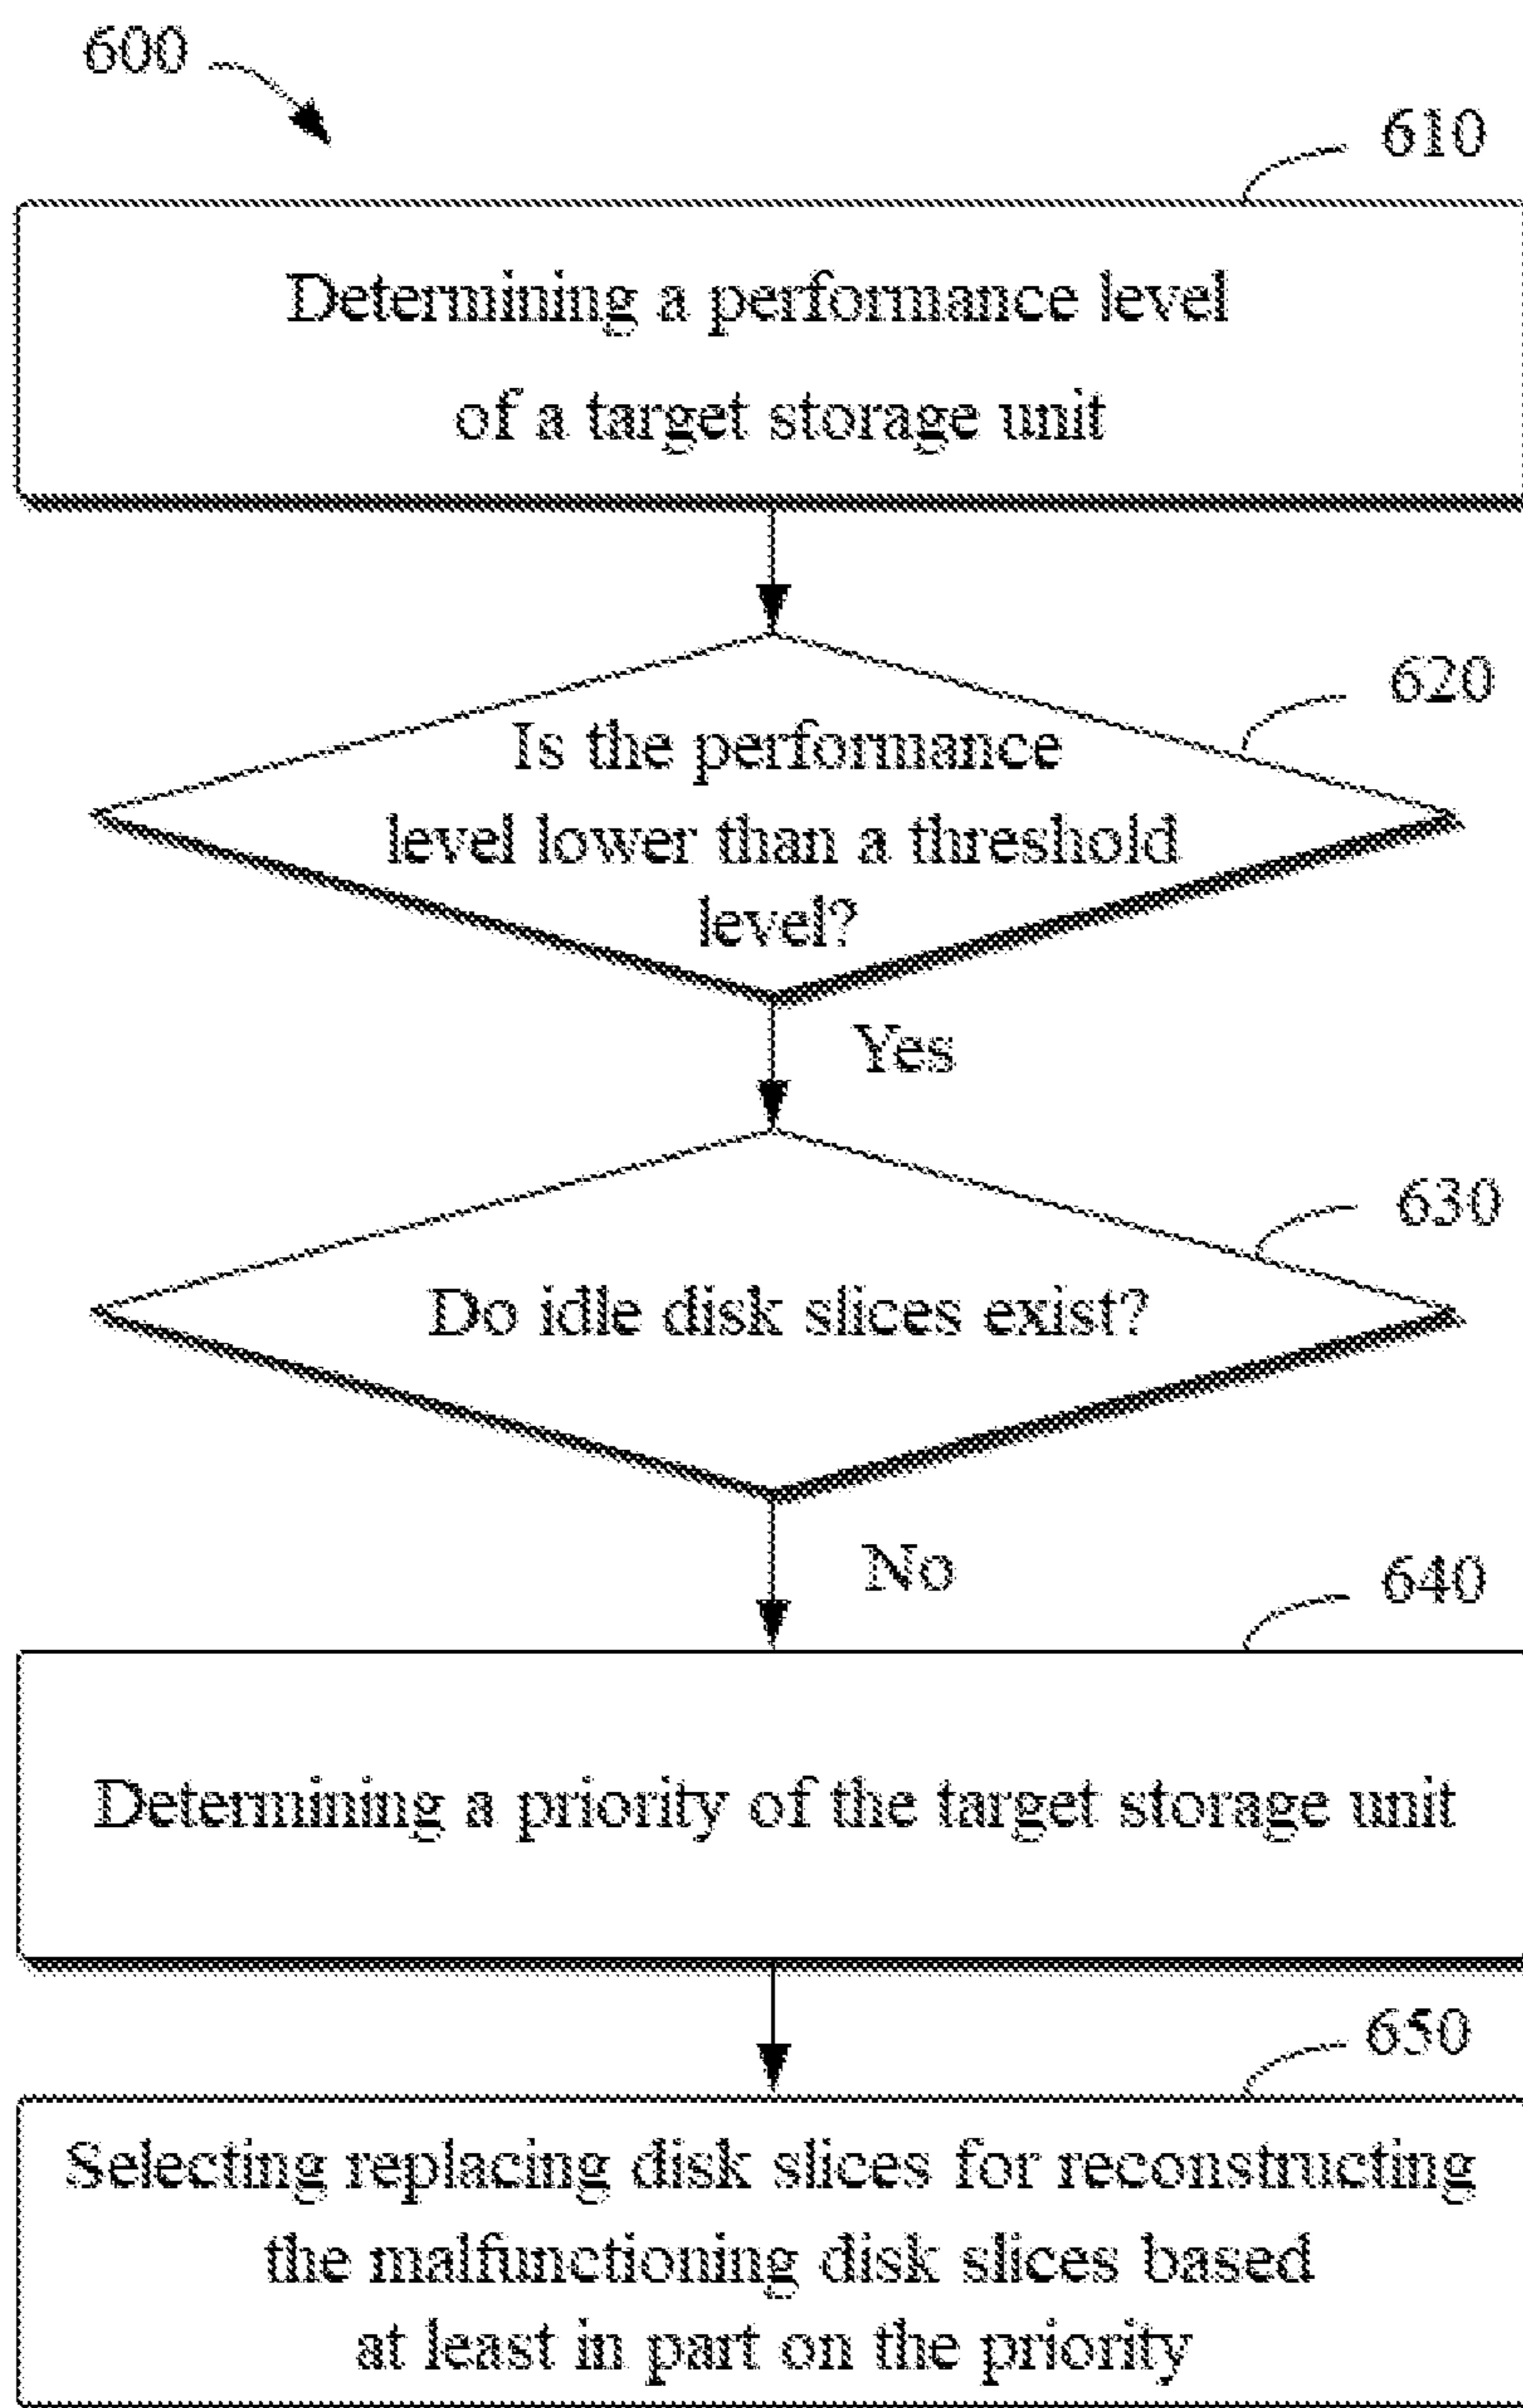 600
610
Determining a performance level
of a target storage unit
620
Is the performance
level lower than a threshold
level?
Yes
630
Do idle disk slices exist?
No
640
Determining a priority of the target storage unit
650
Selecting replacing disk slices for reconstructing
the malfunctioning disk slices based
at least in part on the priority